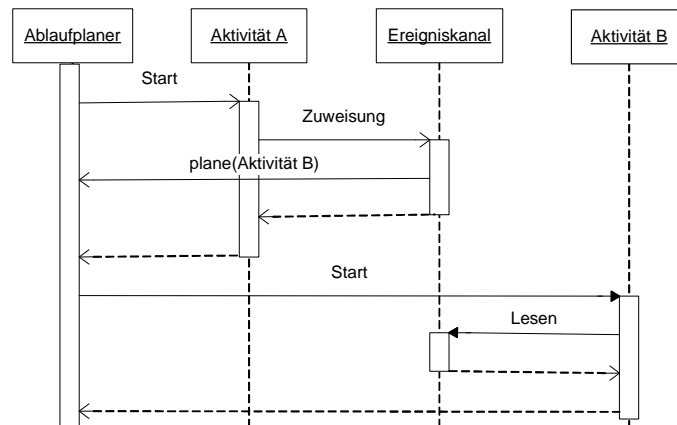 Ablaufplaner
Aktivität A
Ereigniskanal
Aktivität B
Start
Zuweisung
plane(Aktivität B)
Start
Lesen